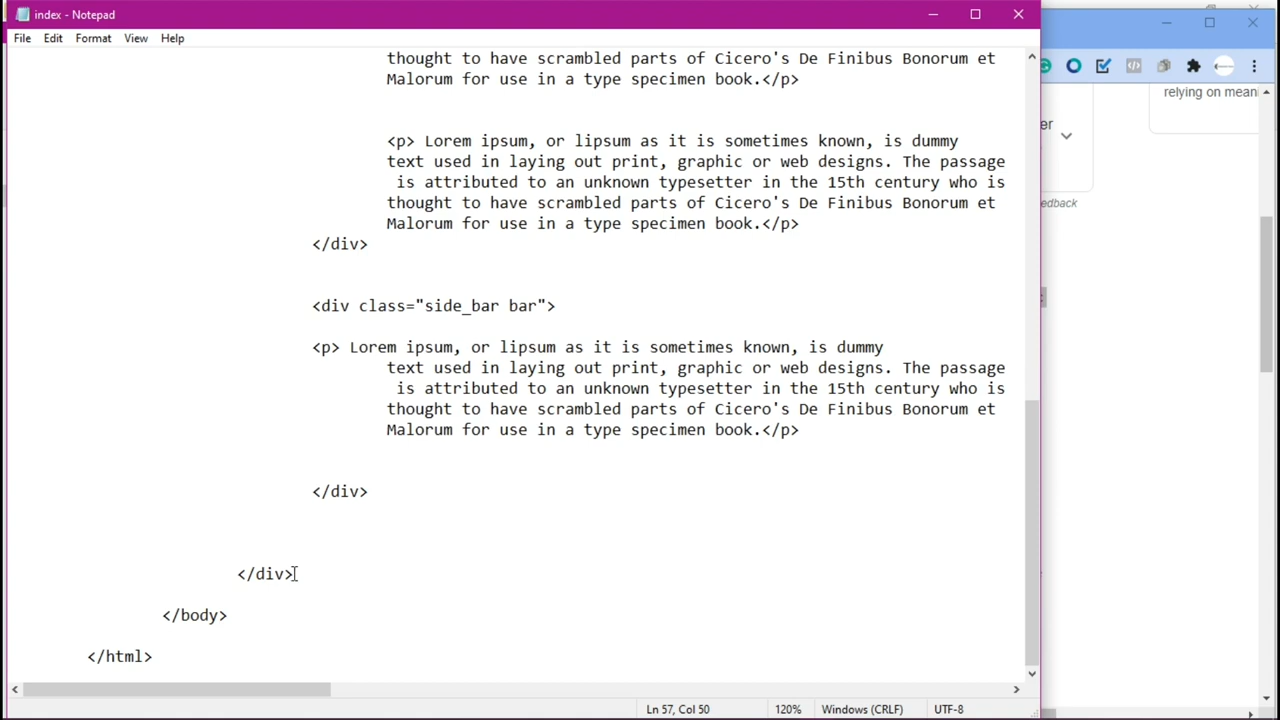 index - Notepad
File Edit Format View Help
thought to have scrambled parts of Cicero's De Finibus Bonorum et
Malorum for use in a type specimen book.</p>
<p> Lorem ipsum, or lipsum as it is sometimes known, is dummy
text used in laying out print, graphic or web designs. The passage
is attributed to an unknown typesetter in the 15th century who is
thought to have scrambled parts of Cicero's De Finibus Bonorum et
Malorum for use in a type specimen book.</p>
</div>
<div class="side_bar bar">
<p> Lorem ipsum, or lipsum as it is sometimes known, is dummy
text used in laying out print, graphic or web designs. The passage
is attributed to an unknown typesetter in the 15th century who is
thought to have scrambled parts of Cicero's De Finibus Bonorum et
Malorum for use in a type specimen book.</p>
</div>
</div>
</body>
</html>
Ln 57, Col 50 120% Windows (CRLF) UTF-8
relying on meani
er
edback